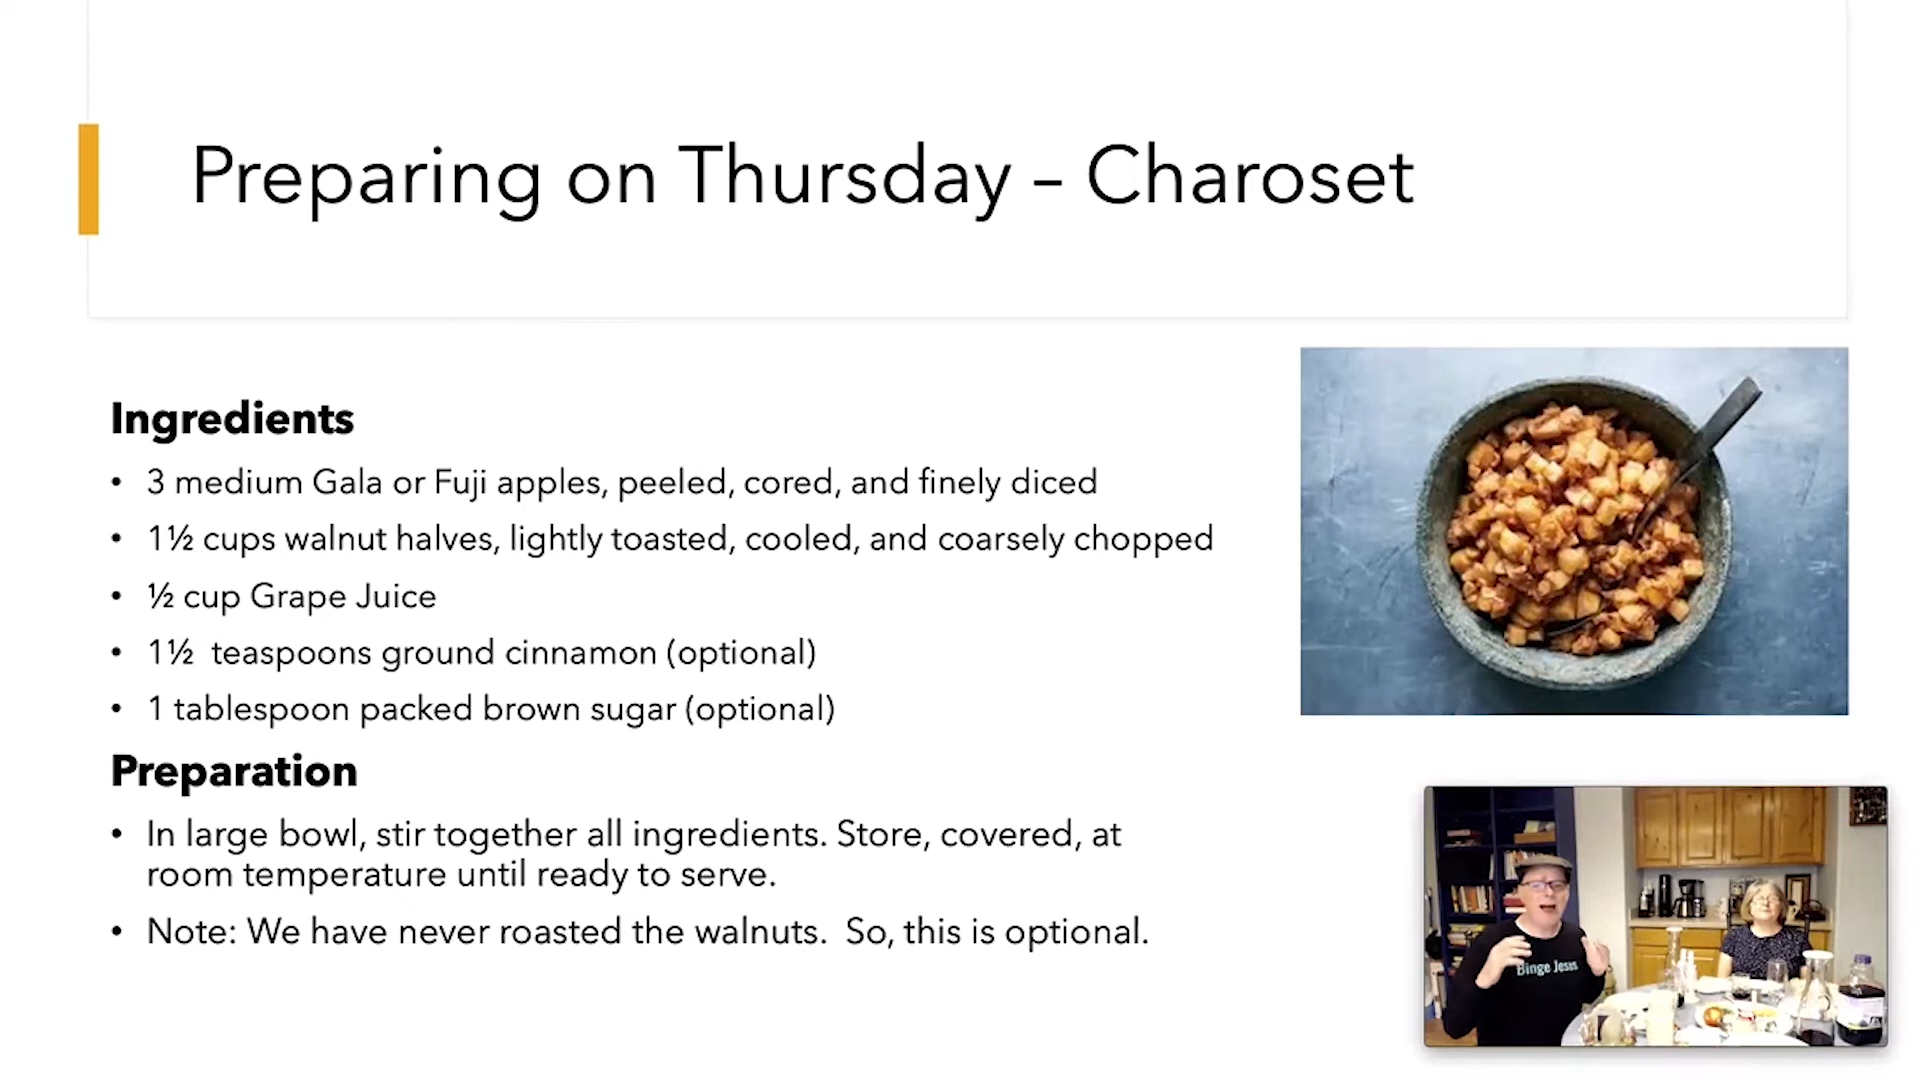 Preparing on Thursday – Charoset
Ingredients
• 3 medium Gala or Fuji apples, peeled, cored, and finely diced
• 1½ cups walnut halves, lightly toasted, cooled, and coarsely chopped
• ½ cup Grape Juice
• 1½  teaspoons ground cinnamon (optional)
• 1 tablespoon packed brown sugar (optional)
Preparation
• In large bowl, stir together all ingredients. Store, covered, at
room temperature until ready to serve.
• Note: We have never roasted the walnuts.  So, this is optional.
Binge Jesus